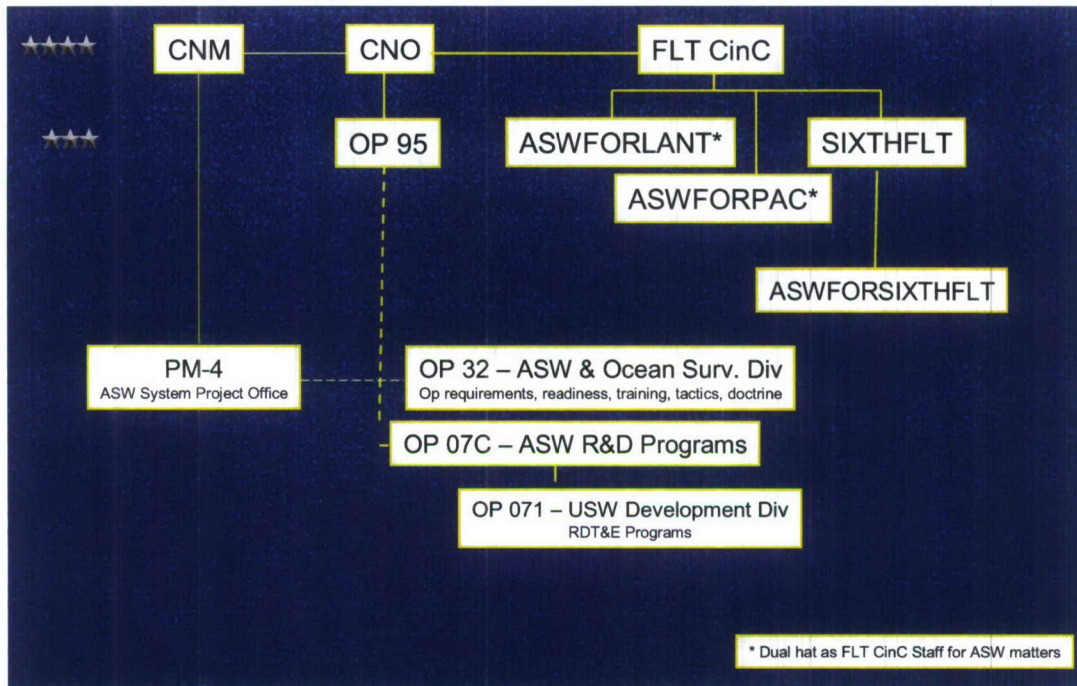 CNM
CNO
FLT CinC
OP 95
ASWFORLANT*
SIXTHFLT
ASWFORPAC*
ASWFORSIXTHFLT
PM-4
ASW System Project Office
OP 32 – ASW & Ocean Surv. Div
Op requirements, readiness, training, tactics, doctrine
OP 07C – ASW R&D Programs
OP 071 – USW Development Div
RDT&E Programs
* Dual hat as FLT CinC Staff for ASW matters